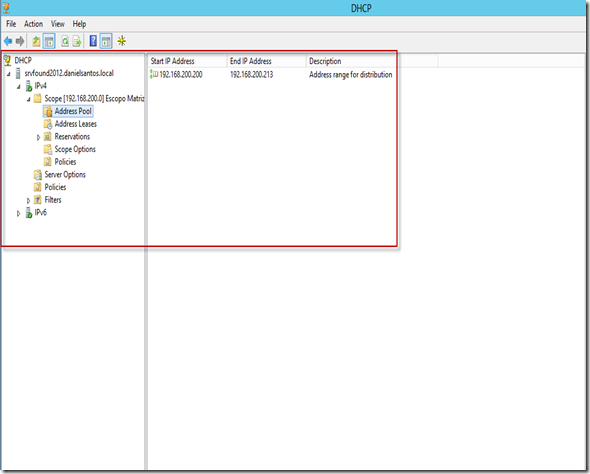 DHCP
File Action View Help
DHCP
srvfound2012.danielsantos.local
IPv4
Scope [192.168.200.0] Escopo Matriz
Address Pool
Address Leases
Reservations
Scope Options
Policies
Server Options
Policies
Filters
IPv6
Start IP Address End IP Address Description
192.168.200.200 192.168.200.213 Address range for distribution